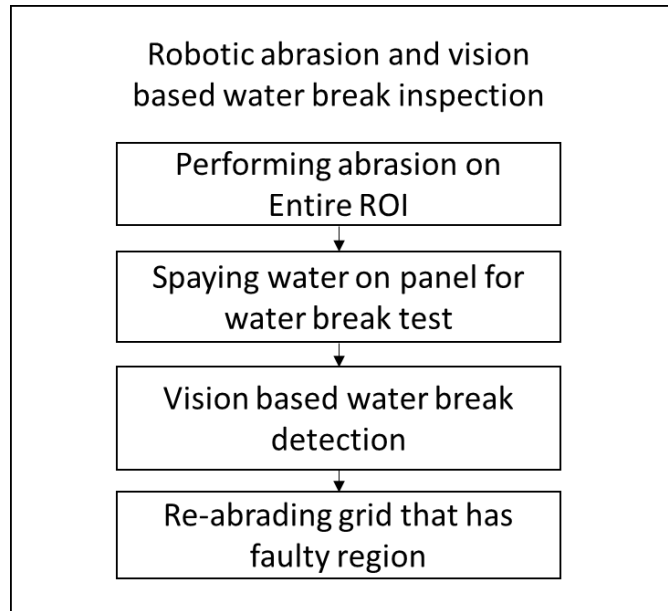 Robotic abrasion and vision
based water break inspection
Performing abrasion on
Entire ROI
Spaying water on panel for
water break test
Vision based water break
detection
Re-abrading grid that has
faulty region